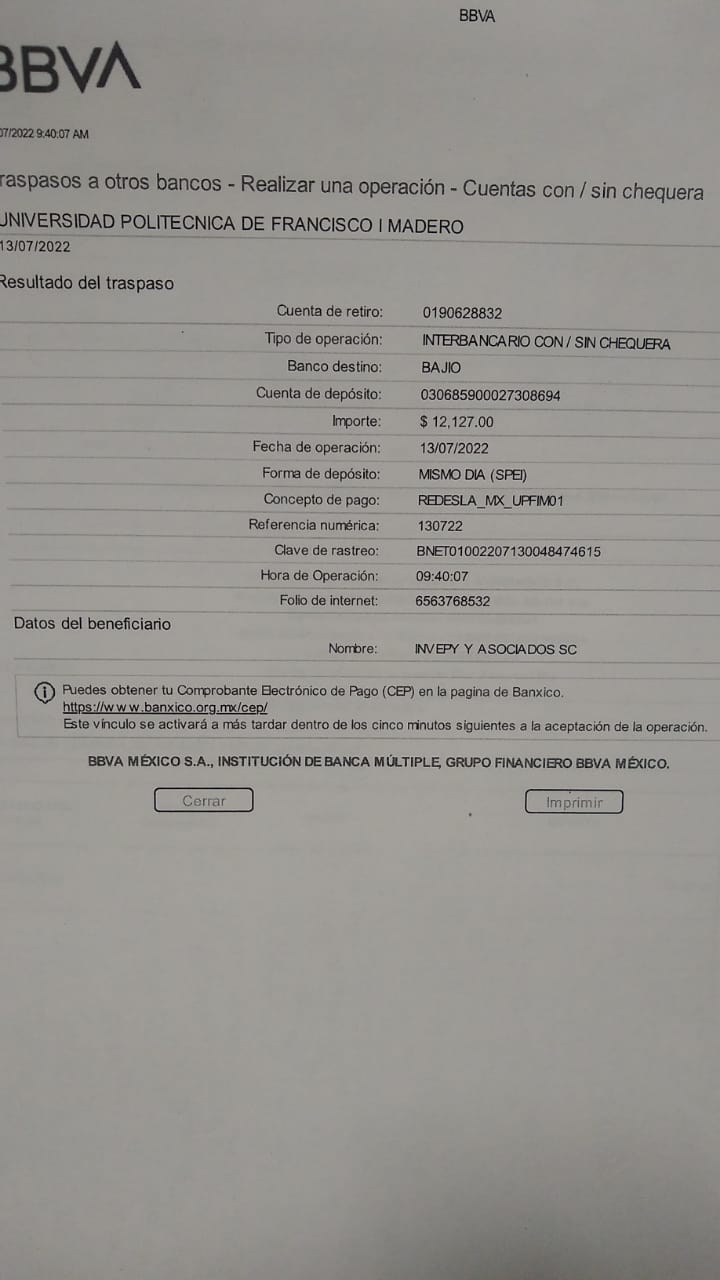 BBVA
BBVA
07/2022 9:40:07 AM
raspasos a otros bancos - Realizar una operación - Cuentas con / sin chequera
UNIVERSIDAD POLITECNICA DE FRANCISCO I MADERO
13/07/2022
Resultado del traspaso
Cuenta de retiro: 0190628832
Tipo de operación: INTERBANCARIO CON / SIN CHEQUERA
Banco destino: BAJIO
Cuenta de depósito: 030685900027308694
Importe: $ 12,127.00
Fecha de operación: 13/07/2022
Forma de depósito: MISMO DIA (SPEI)
Concepto de pago: REDESLA_MX_UPFIM01
Referencia numérica: 130722
Clave de rastreo: BNET01002207130048474615
Hora de Operación: 09:40:07
Folio de internet: 6563768532
Datos del beneficiario
Nombre: INVEPY Y ASOCIADOS SC
Puedes obtener tu Comprobante Electrónico de Pago (CEP) en la pagina de Banxico.
https://www.banxico.org.mx/cep/
Este vínculo se activará a más tardar dentro de los cinco minutos siguientes a la aceptación de la operación.
BBVA MÉXICO S.A., INSTITUCIÓN DE BANCA MÚLTIPLE, GRUPO FINANCIERO BBVA MÉXICO.
Cerrar Imprimir